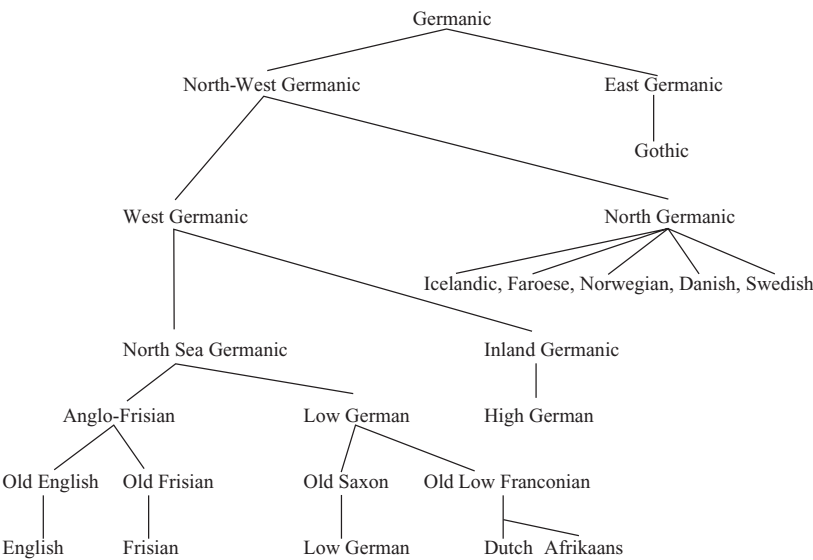 Germanic
North-West Germanic East Germanic
Gothic
West Germanic North Germanic
Icelandic, Faroese, Norwegian, Danish, Swedish
North Sea Germanic Inland Germanic
Anglo-Frisian Low German High German
Old English Old Frisian Old Saxon Old Low Franconian
English Frisian Low German Dutch Afrikaans